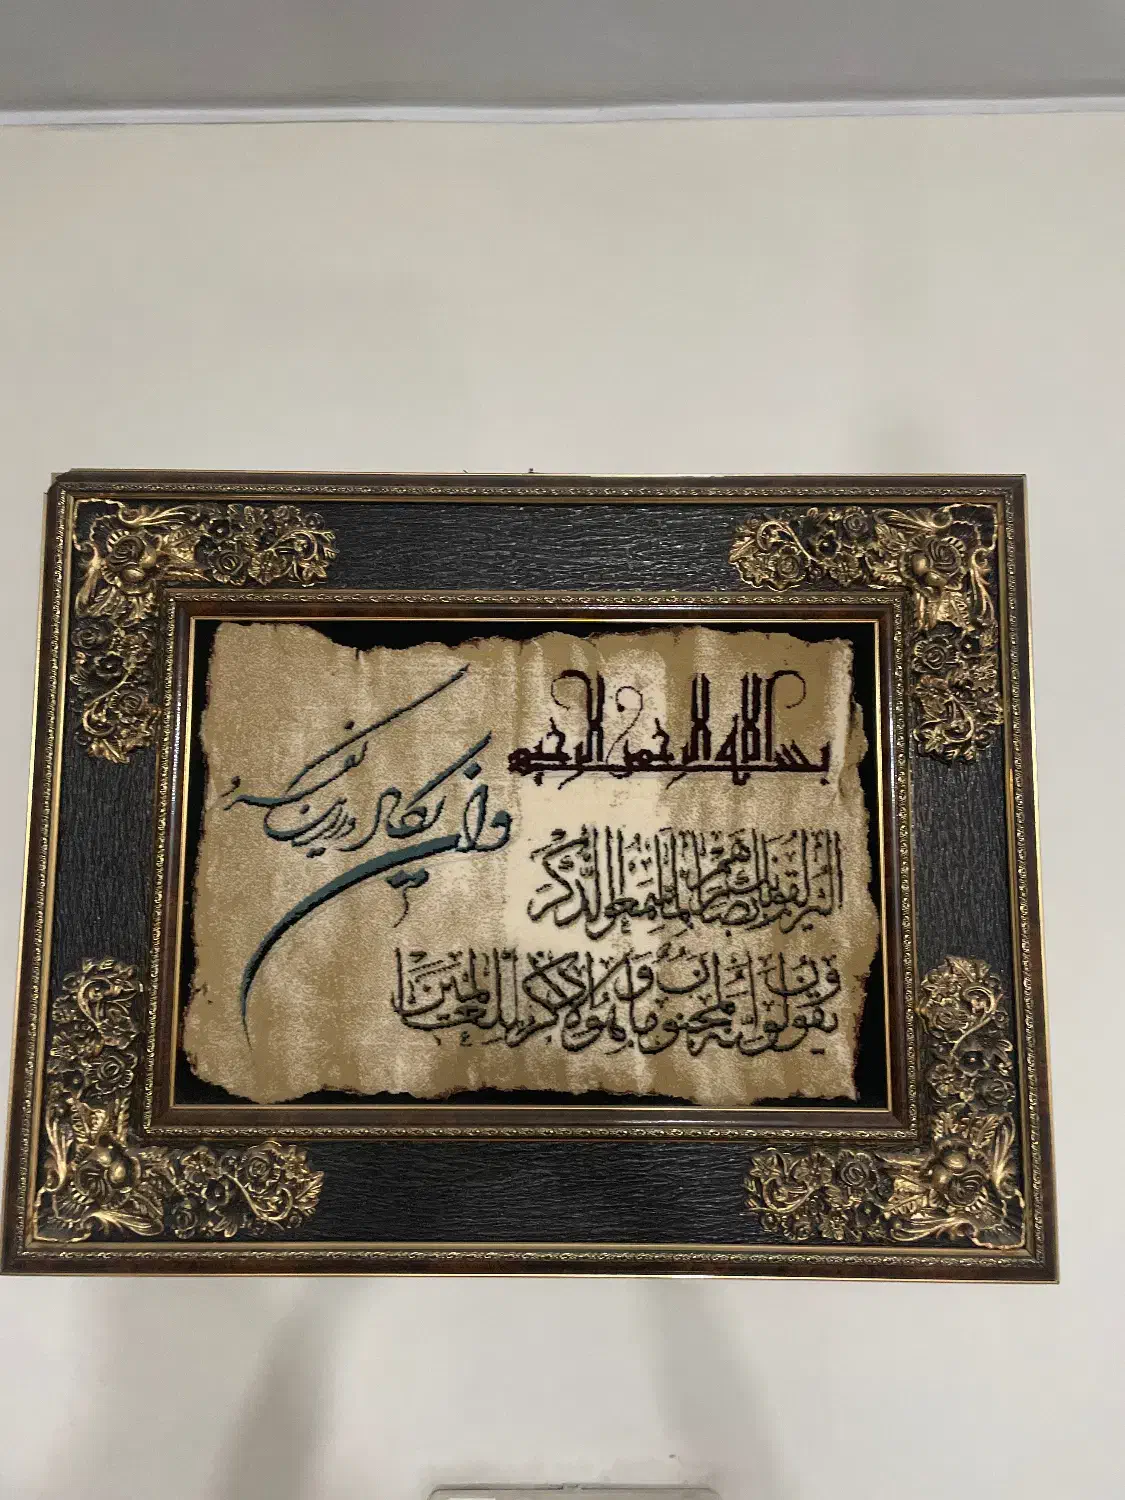 بسم الله الرحمن الرحيم
وان يكاد الذين كفروا
ليزلقونك بابصارهم لما سمعوا الذكر
ويقولون انه لمجنون وما هو الا ذكر للعالمين